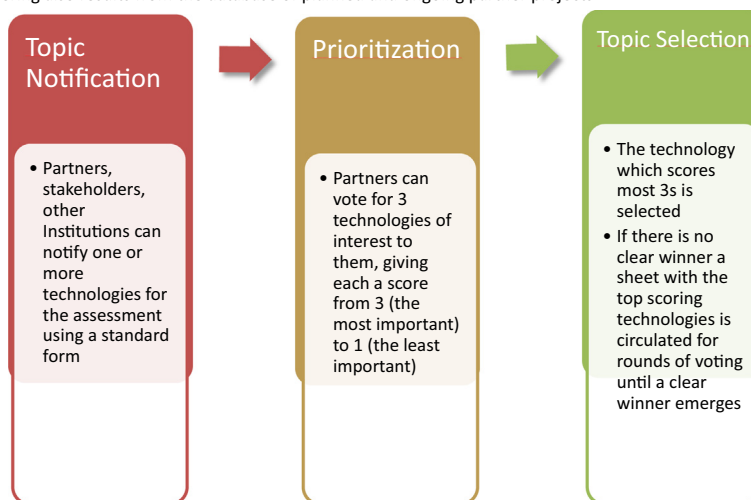 Topic
Notification
• Partners,
stakeholders,
other
Institutions can
notify one or
more
technologies for
the assessment
using a standard
form
Prioritization
• Partners can
vote for 3
technologies of
interest to
them, giving
each a score
from 3 (the
most important)
to 1 (the least
important)
Topic Selection
• The technology
which scores
most 3s is
selected
• If there is no
clear winner a
sheet with the
top scoring
technologies is
circulated for
rounds of voting
until a clear
winner emerges